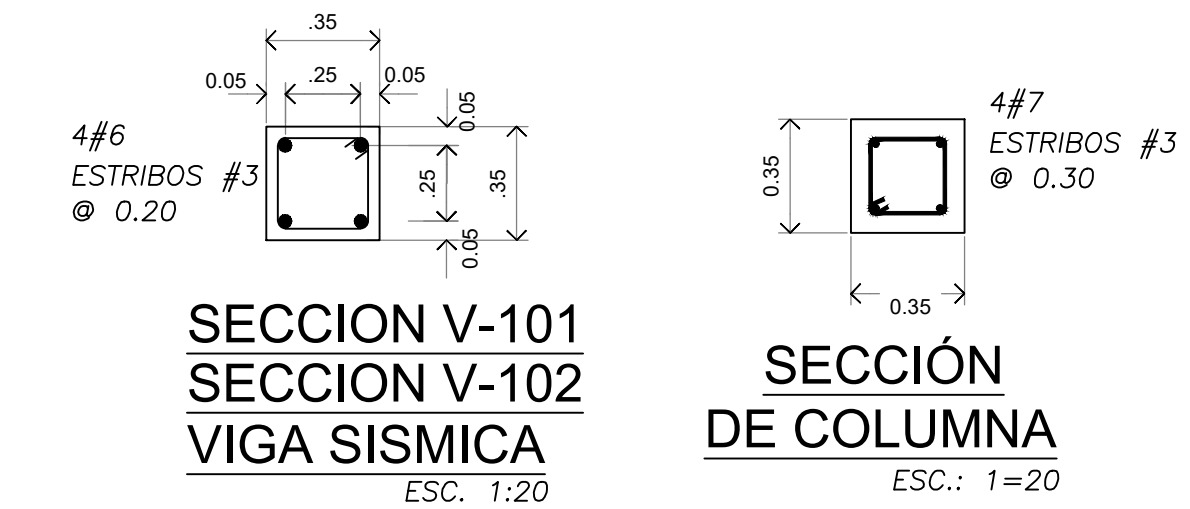 .35
0.05
.25
0.05
0.05
4#6
ESTRIBOS #3
@ 0.20
.25
.35
0.05
SECCION V-101
SECCION V-102
VIGA SISMICA
ESC. 1:20
4#7
ESTRIBOS #3
@ 0.30
0.35
0.35
SECCIÓN
DE COLUMNA
ESC.: 1=20